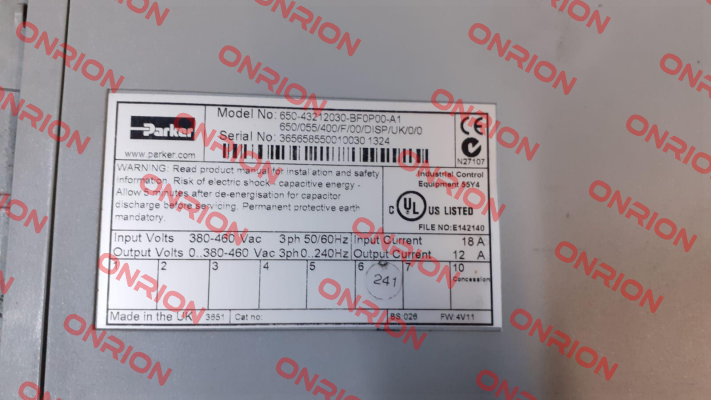 Parker
www.parker.com
Model No: 650-43212030-BF0P00-A1
650/055/400/F/00/DISP/UK/0/0
Serial No: 3656585500100301324
N27107
WARNING: Read product manual for installation and safety
information. Risk of electric shock - capacitive energy -
Allow 5 minutes after de-energisation for capacitor
discharge before servicing. Permanent protective earth
mandatory.
Industrial Control
Equipment 55Y4
C UL US LISTED
FILE NO:E142140
Input Volts 380-460 Vac 3ph 50/60Hz Input Current 18 A
Output Volts 0..380-460 Vac 3ph 0..240Hz Output Current 12 A
2 3 4 5 6 7 10
241
Concession
Made in the UK 3651 Cat no: BS:026 FW:4V11
ONRION